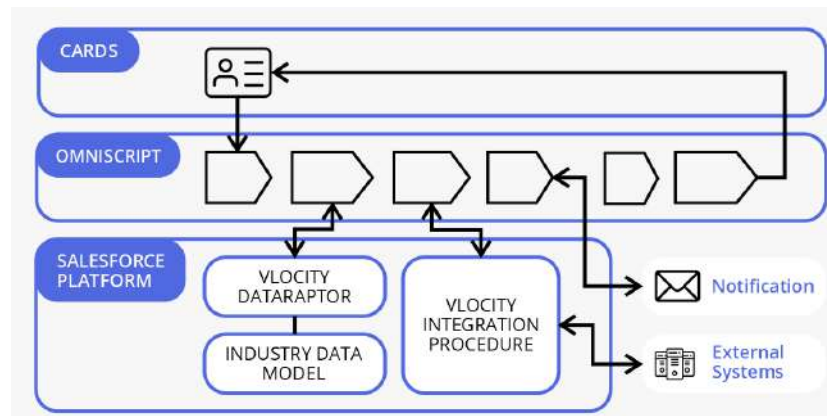 CARDS
OMNISCRIPT
SALESFORCE
PLATFORM
VLOCITY
DATARAPTOR
INDUSTRY DATA
MODEL
VLOCITY
INTEGRATION
PROCEDURE
Notification
External
Systems